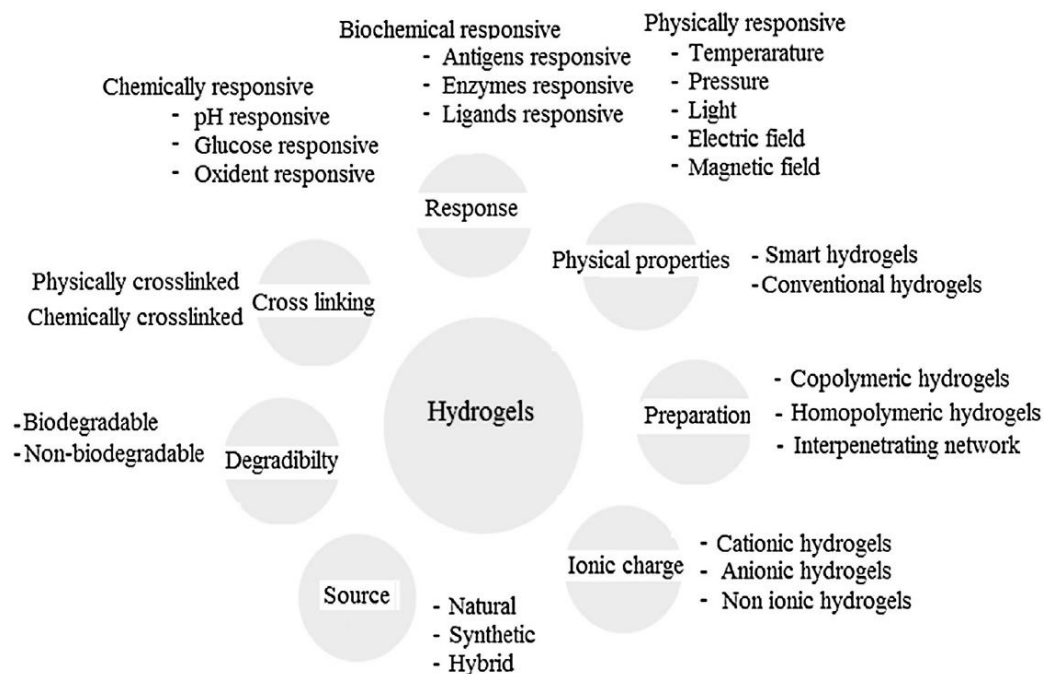 Biochemical responsive
- Antigens responsive
- Enzymes responsive
- Ligands responsive
Physically responsive
- Temperarature
- Pressure
- Light
- Electric field
- Magnetic field
Chemically responsive
- pH responsive
- Glucose responsive
- Oxident responsive
Response
Physical properties
- Smart hydrogels
-Conventional hydrogels
Physically crosslinked
Chemically crosslinked
Cross linking
Hydrogels
Preparation
- Copolymeric hydrogels
- Homopolymeric hydrogels
- Interpenetrating network
-Biodegradable
-Non-biodegradable
Degradibilty
Ionic charge
- Cationic hydrogels
- Anionic hydrogels
- Non ionic hydrogels
Source
- Natural
- Synthetic
- Hybrid